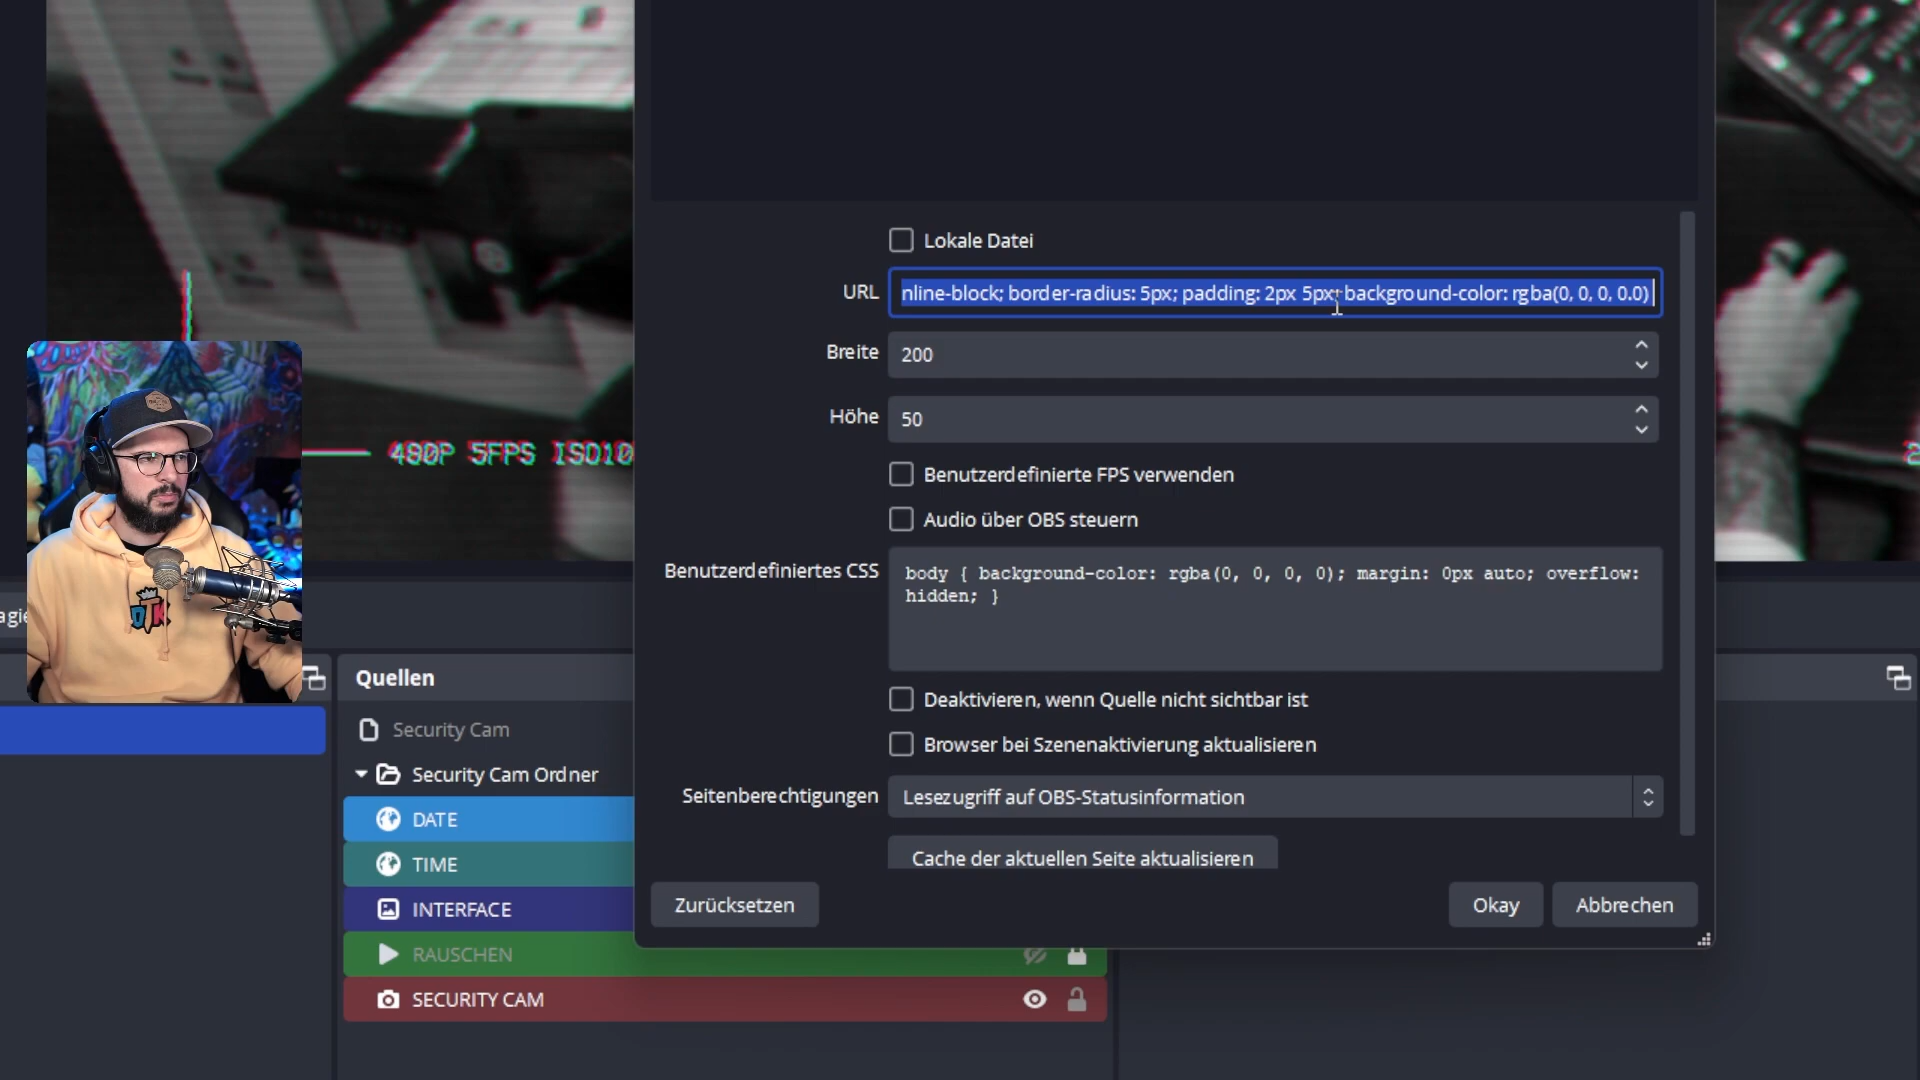 Lokale Datei
URL
nline-block; border-radius: 5px; padding: 2px 5px; background-color: rgba(0, 0, 0, 0.0)
Breite
200
Höhe
50
480P 5FPS ISO10
Benutzerdefinierte FPS verwenden
Audio über OBS steuern
Benutzerdefiniertes CSS
body { background-color: rgba(0, 0, 0, 0); margin: 0px auto; overflow:
hidden; }
DTK
Quellen
Deaktivieren, wenn Quelle nicht sichtbar ist
Security Cam
Browser bei Szenenaktivierung aktualisieren
Security Cam Ordner
Seitenberechtigungen
Lesezugriff auf OBS-Statusinformation
DATE
TIME
Cache der aktuellen Seite aktualisieren
INTERFACE
Zurücksetzen
Okay
Abbrechen
RAUSCHEN
SECURITY CAM